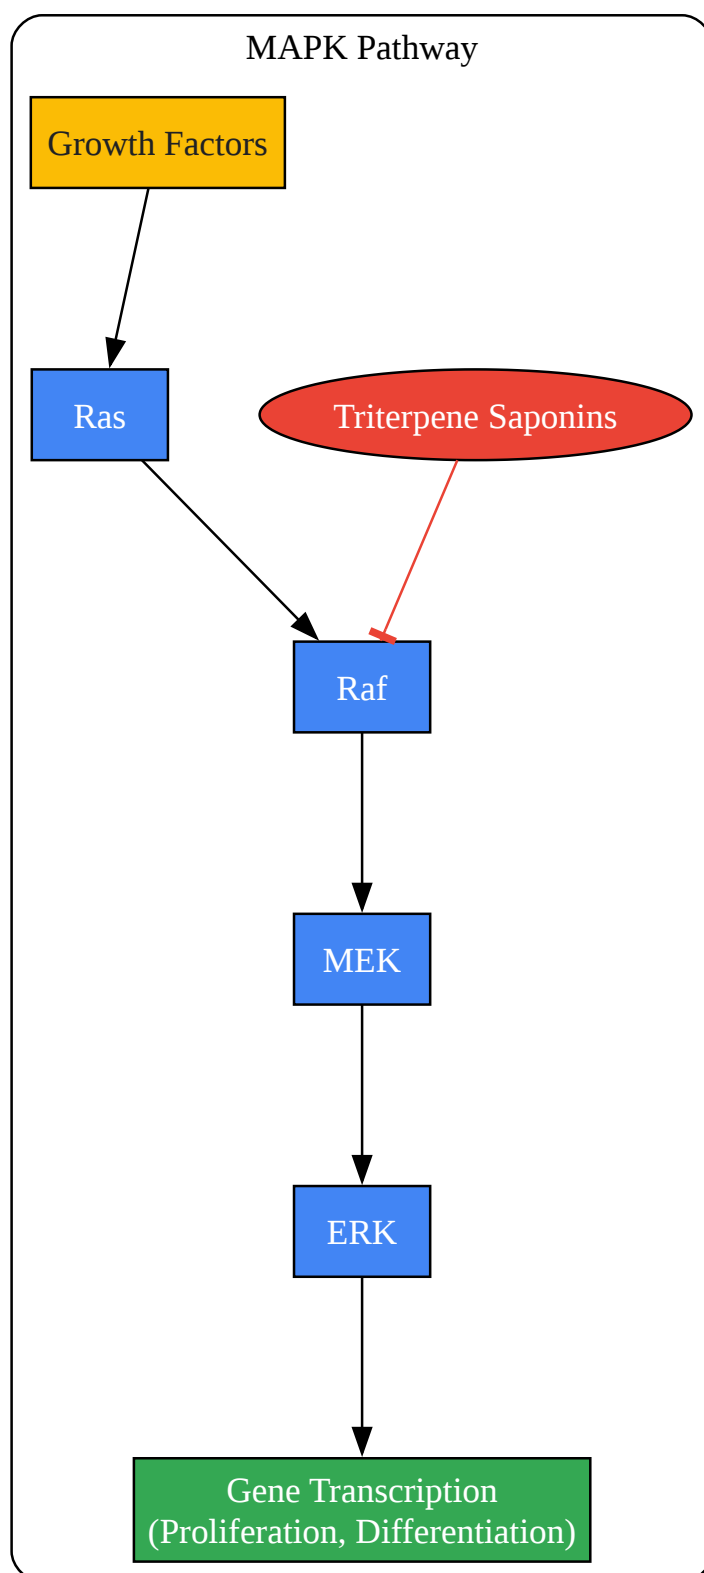 MAPK Pathway
Growth Factors
Ras
Triterpene Saponins
Raf
MEK
ERK
Gene Transcription
(Proliferation, Differentiation)